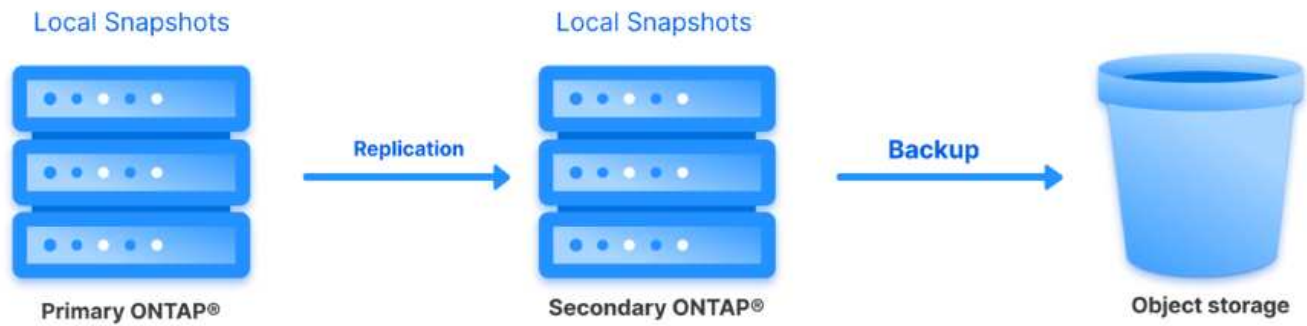 Local Snapshots
Local Snapshots
Replication
Backup
Primary ONTAP®
Secondary ONTAP®
Object storage